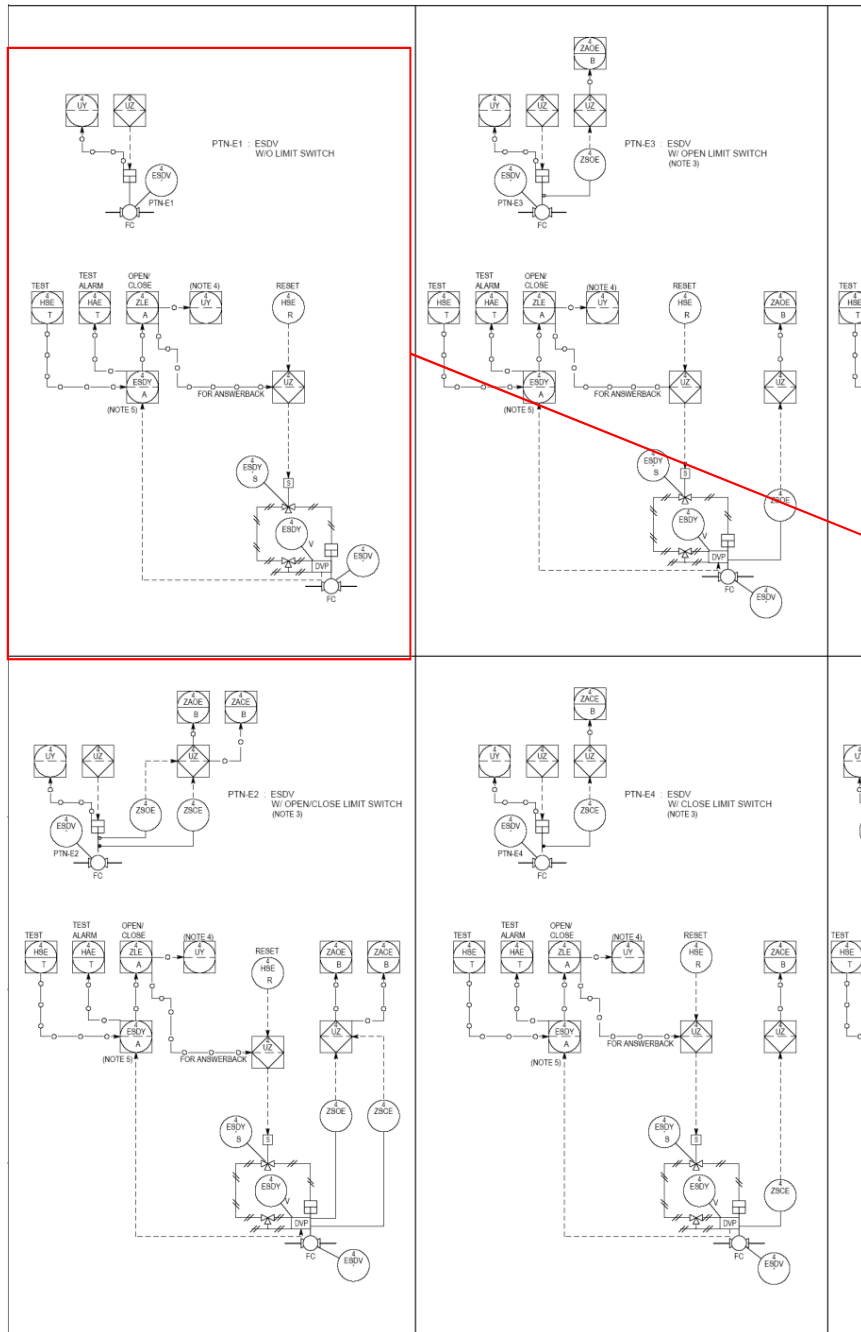 4
UY
4
UZ
PTN-E1 : ESDV
W/O LIMIT SWITCH
4
ESDV
PTN-E1
FC
TEST
4
HSE
T
TEST
ALARM
4
HAE
T
OPEN/
CLOSE
4
ZLE
A
(NOTE 4)
4
UY
RESET
4
HSE
R
4
ESDY
A
(NOTE 5)
FOR ANSWERBACK
4
UZ
4
ESDY
S
S
4
ESDY
V
DVP
4
ESDV
FC
4
ZAOE
B
4
UY
4
UZ
4
UZ
PTN-E3 : ESDV
W/ OPEN LIMIT SWITCH
(NOTE 3)
4
ZSOE
4
ESDV
PTN-E3
FC
TEST
4
HSE
T
TEST
ALARM
4
HAE
T
OPEN/
CLOSE
4
ZLE
A
(NOTE 4)
4
UY
RESET
4
HSE
R
4
ZAOE
B
4
ESDY
A
(NOTE 5)
FOR ANSWERBACK
4
UZ
4
UZ
4
ESDY
S
S
4
ZSOE
4
ESDY
V
DVP
FC
4
ESDV
TEST
4
HSE
T
4
ZAOE
B
4
ZACE
B
4
UY
4
UZ
4
UZ
PTN-E2 : ESDV
W/ OPEN/CLOSE LIMIT SWITCH
(NOTE 3)
4
ZSOE
4
ZSCE
4
ESDV
PTN-E2
FC
TEST
4
HSE
T
TEST
ALARM
4
HAE
T
OPEN/
CLOSE
4
ZLE
A
(NOTE 4)
4
UY
RESET
4
HSE
R
4
ZAOE
B
4
ZACE
B
4
ESDY
A
(NOTE 5)
FOR ANSWERBACK
4
UZ
4
UZ
4
ZSOE
4
ZSCE
4
ESDY
S
S
4
ESDY
V
DVP
FC
4
ESDV
4
ZACE
B
4
UY
4
UZ
4
UZ
PTN-E4 : ESDV
W/ CLOSE LIMIT SWITCH
(NOTE 3)
4
ZSCE
4
ESDV
PTN-E4
FC
TEST
4
HSE
T
TEST
ALARM
4
HAE
T
OPEN/
CLOSE
4
ZLE
A
(NOTE 4)
4
UY
RESET
4
HSE
R
4
ZACE
B
4
ESDY
A
(NOTE 5)
FOR ANSWERBACK
4
UZ
4
UZ
4
ESDY
S
S
4
ZSCE
4
ESDY
V
DVP
FC
4
ESDV
TEST
4
HSE
T